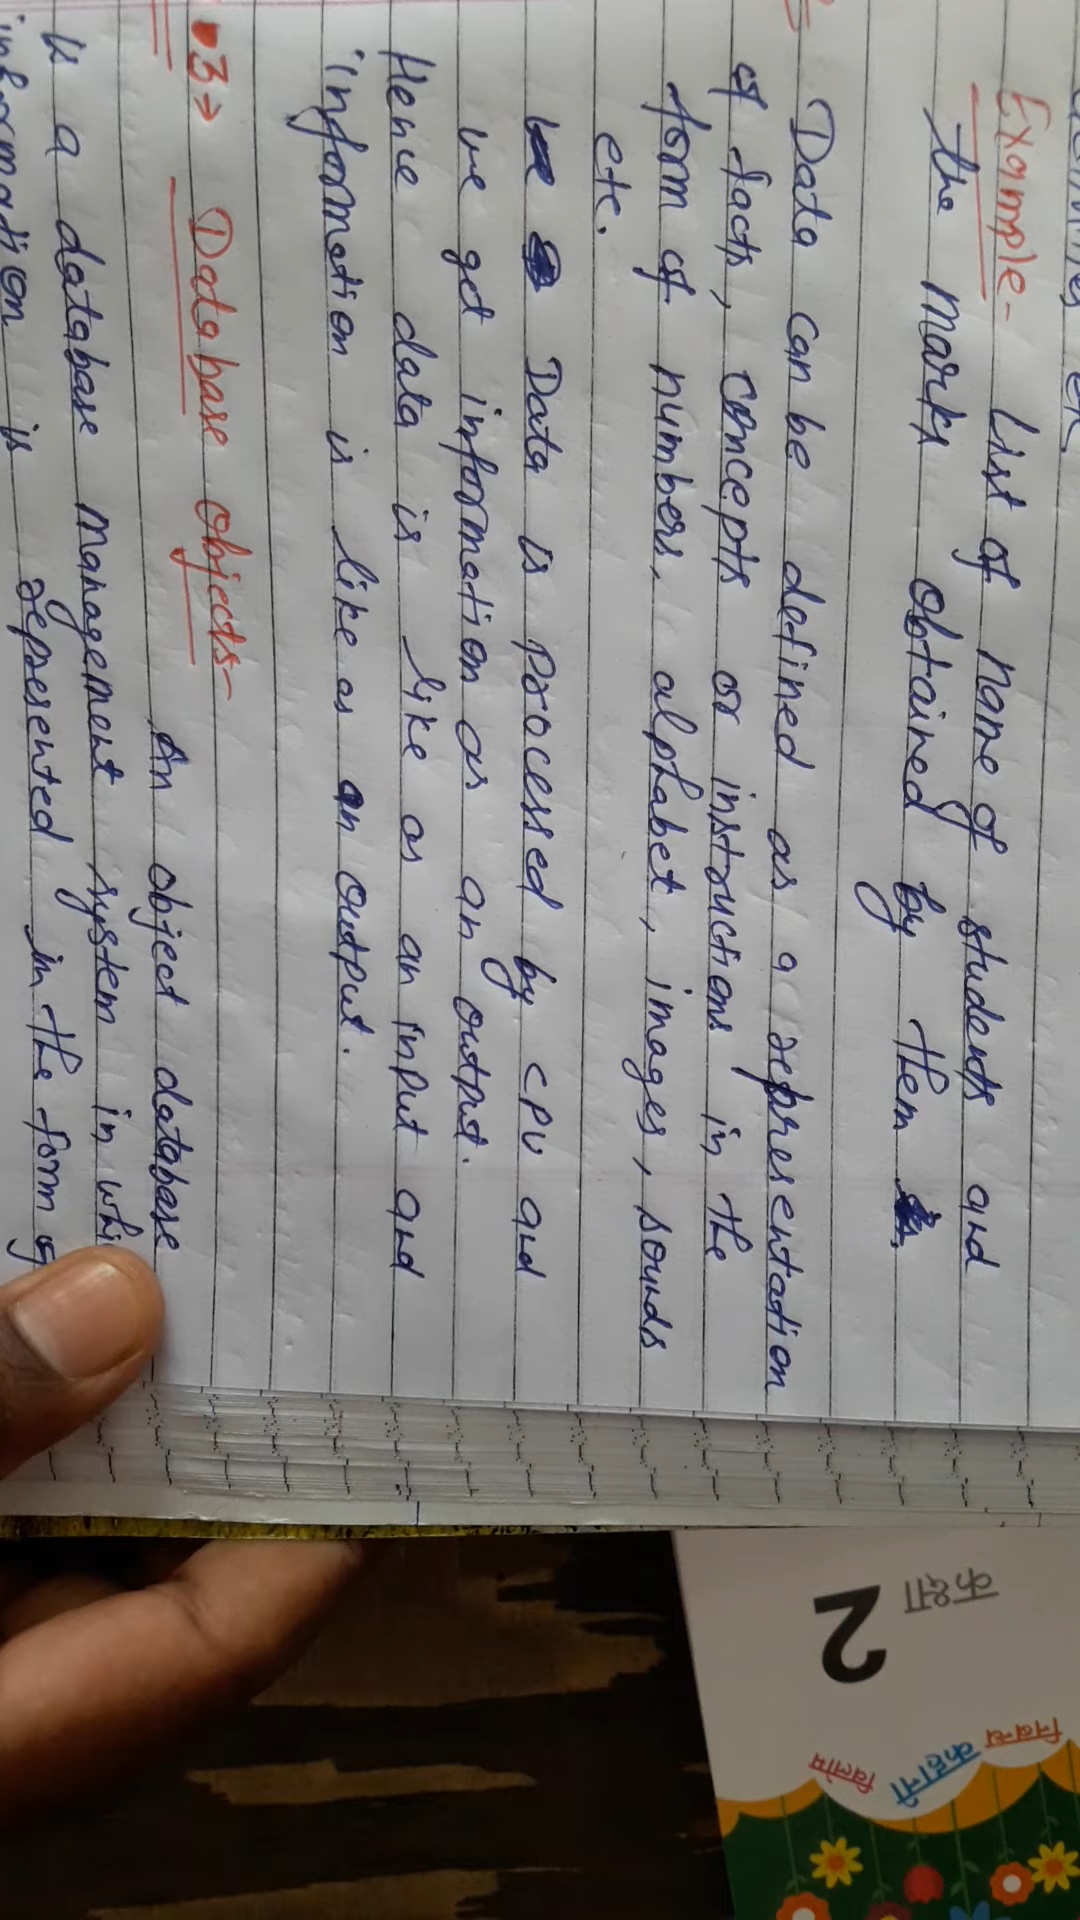 Example- List of name of students and
the marks obtained by them
Data can be defined as a representation
of facts, concepts or instructions in the
form of numbers, alphabet, images, sounds
etc.
Data is processed by CPU and
we get information as an output.
Hence data is like as an input and
information is like as an output.
3→ Database objects-
An object database
is a database management system in whi
information is represented in the form of
कक्षा
2
कहानी